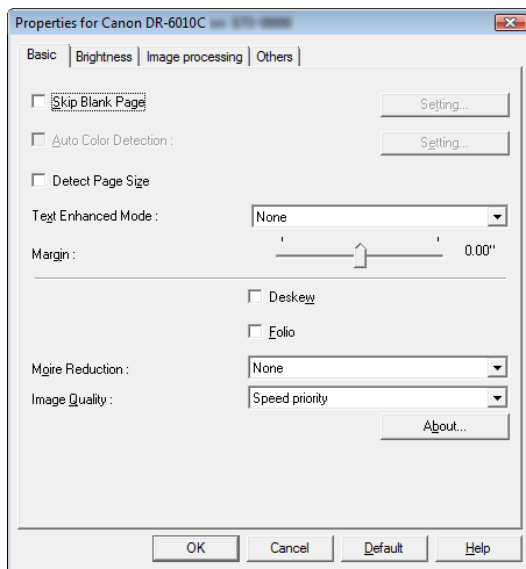 Properties for Canon DR-6010C
Basic Brightness Image processing Others
Skip Blank Page Setting...
Auto Color Detection : Setting...
Detect Page Size
Text Enhanced Mode : None
Margin : 0.00"
Deskew
Folio
Moire Reduction : None
Image Quality : Speed priority
About...
OK Cancel Default Help